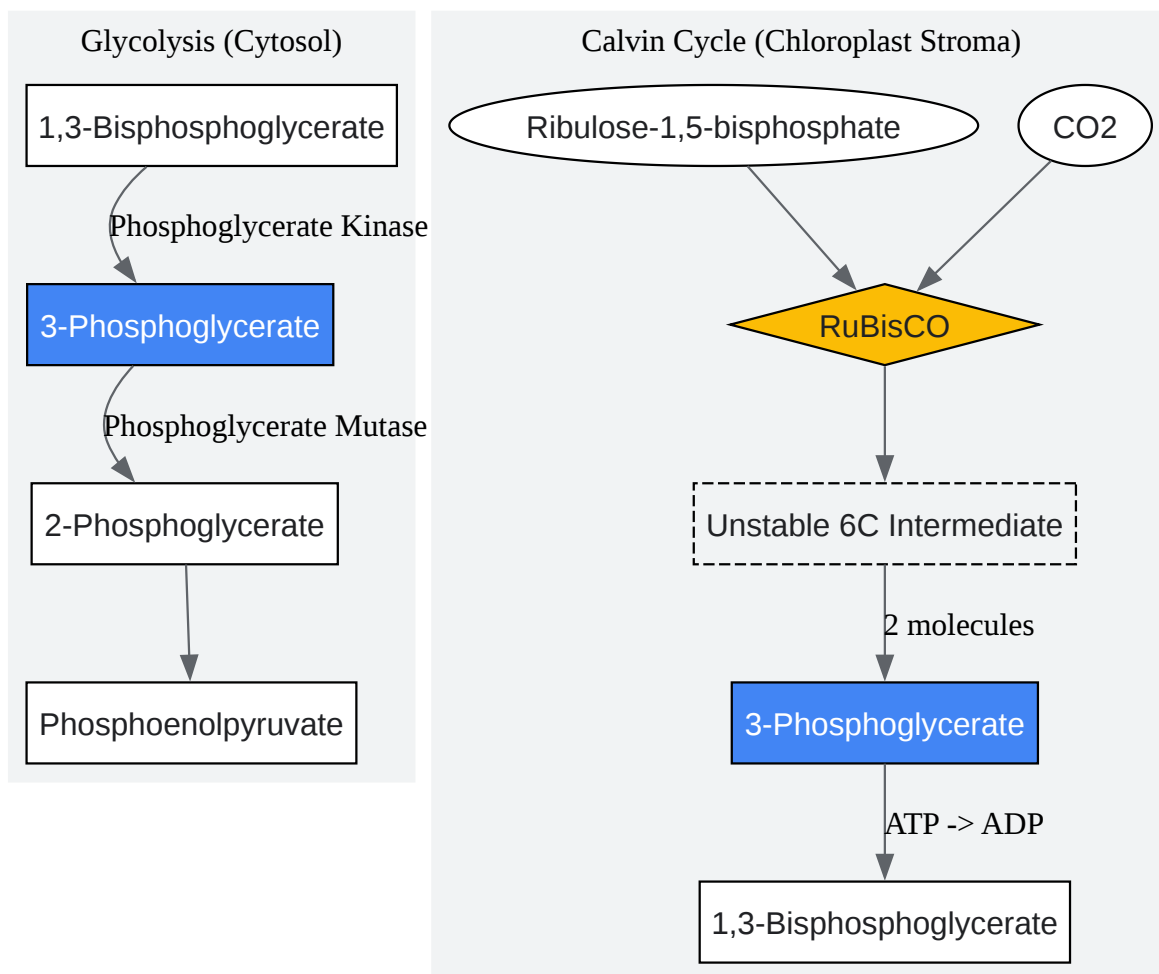 Glycolysis (Cytosol)
1,3-Bisphosphoglycerate
Phosphoglycerate Kinase
3-Phosphoglycerate
Phosphoglycerate Mutase
2-Phosphoglycerate
Phosphoenolpyruvate
Calvin Cycle (Chloroplast Stroma)
Ribulose-1,5-bisphosphate
CO2
RuBisCO
Unstable 6C Intermediate
2 molecules
3-Phosphoglycerate
ATP -> ADP
1,3-Bisphosphoglycerate